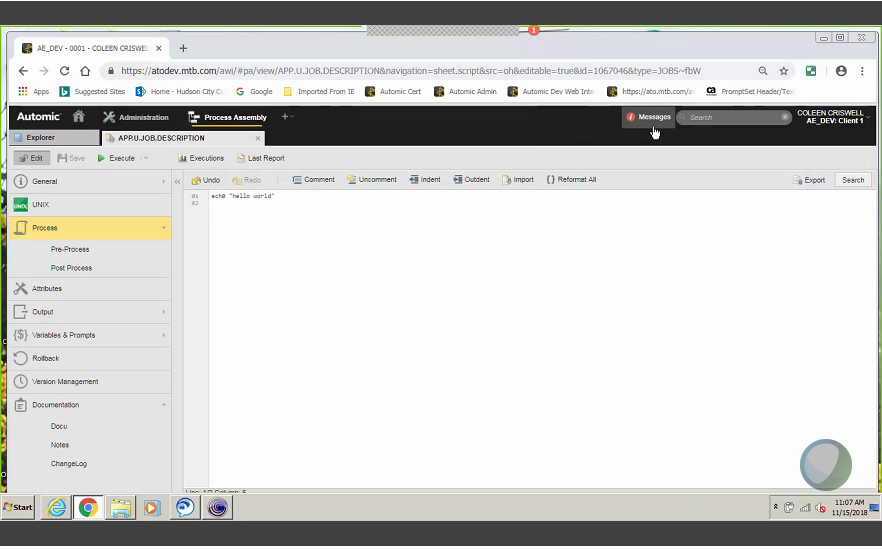 1
AE_DEV - 0001 - COLEEN CRISWELL
https://atodev.mtb.com/awi/#pa/view/APP.U.JOB.DESCRIPTION&navigation=sheet.script&src=oh&editable=true&id=1067046&type=JOBS~fbW
Apps Suggested Sites Home - Hudson City Co Imported From IE Google Automic Cert Automic Admin Automic Dev Web Inter https://ato.mtb.com/a PromptSet Header/Text
Automic Administration Process Assembly Messages Search COLEEN CRISWELL
AE_DEV: Client 1
Explorer APP.U.JOB.DESCRIPTION
Edit Save Execute Executions Last Report
General Undo Redo Comment Uncomment Indent Outdent Import {} Reformat All Export Search
01 ech0 "hello world"
02
UNIX
Process
Pre-Process
Post Process
Attributes
Output
{$} Variables & Prompts
Rollback
Version Management
Documentation
Docu
Notes
ChangeLog
Start
11:07 AM
11/15/2018